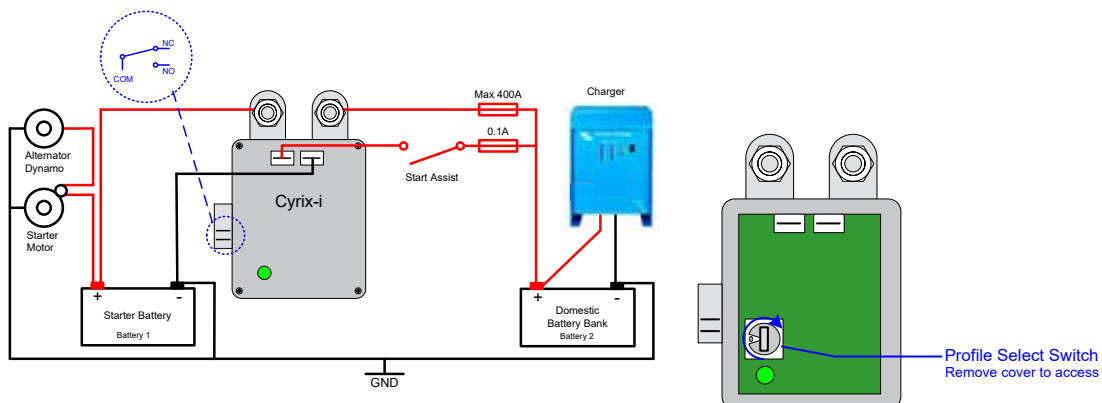 NC
COM
NO
Max 400A
Charger
0.1A
Alternator
Dynamo
Start Assist
Cyrix-i
Starter
Motor
+ -
Starter Battery
Battery 1
+ -
Domestic
Battery Bank
Battery 2
GND
Profile Select Switch
Remove cover to access